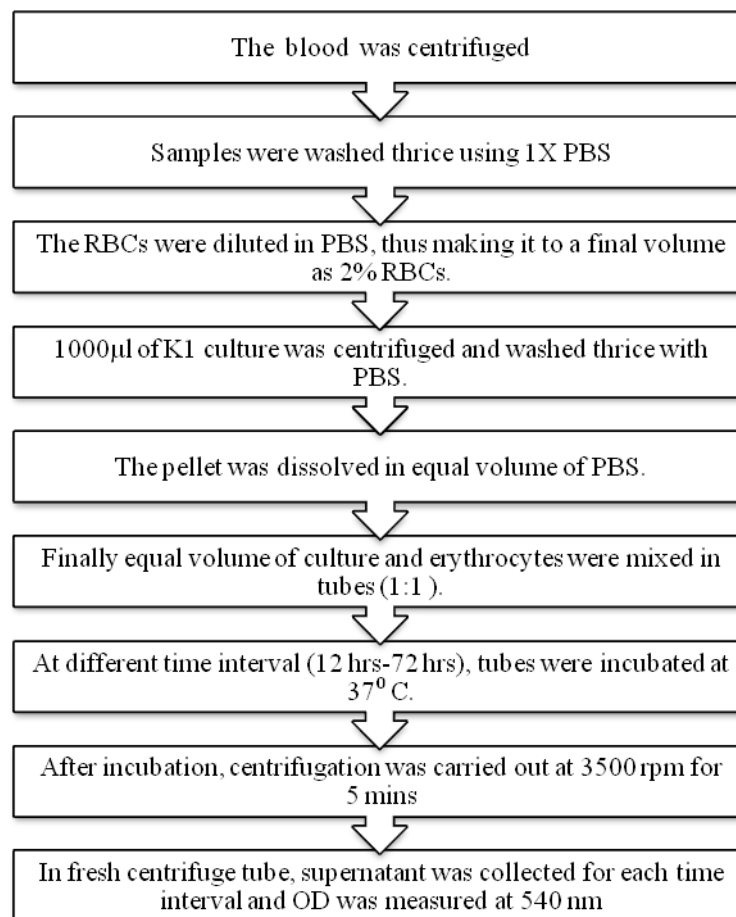 The blood was centrifuged
Samples were washed thrice using 1X PBS
The RBCs were diluted in PBS, thus making it to a final volume
as 2% RBCs.
1000µl of K1 culture was centrifuged and washed thrice with
PBS.
The pellet was dissolved in equal volume of PBS.
Finally equal volume of culture and erythrocytes were mixed in
tubes (1:1 ).
At different time interval (12 hrs-72 hrs), tubes were incubated at
37⁰ C.
After incubation, centrifugation was carried out at 3500 rpm for
5 mins
In fresh centrifuge tube, supernatant was collected for each time
interval and OD was measured at 540 nm